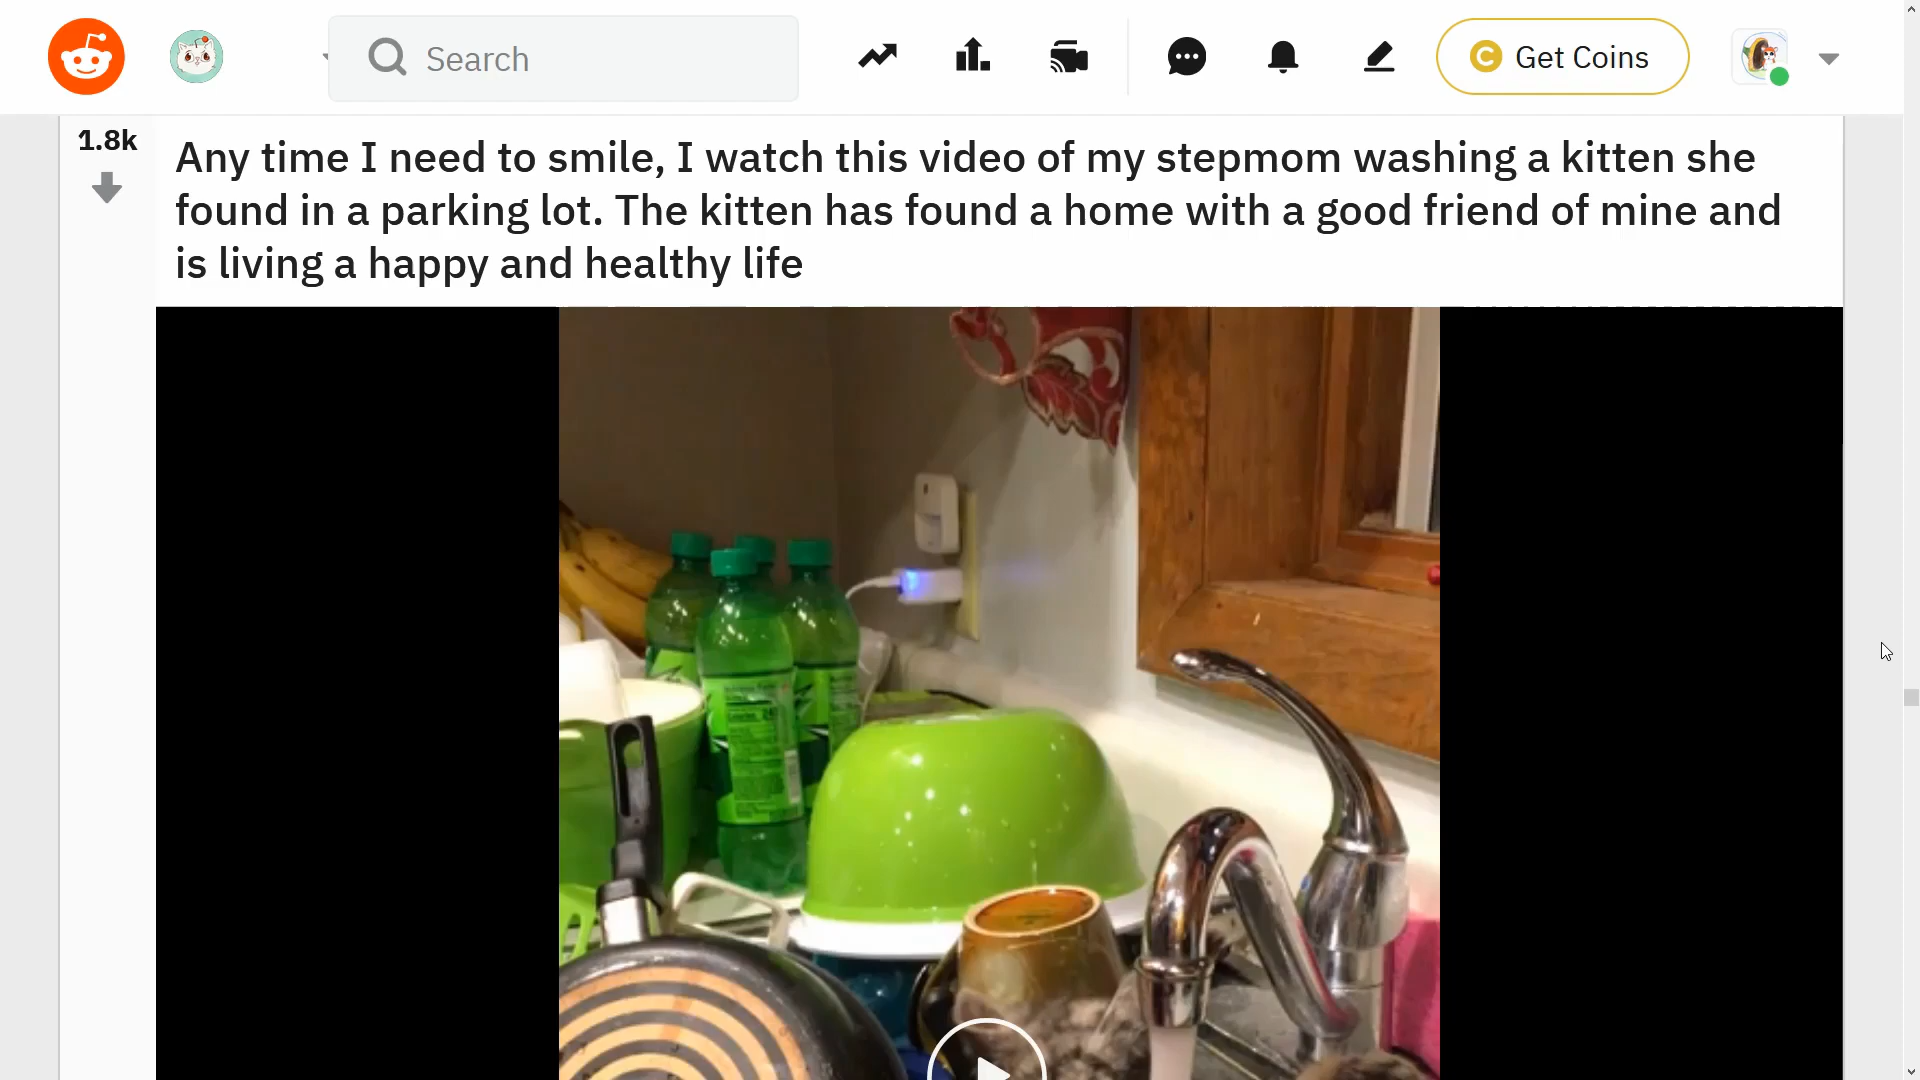 Search
Get Coins
1.8k
Any time I need to smile, I watch this video of my stepmom washing a kitten she
found in a parking lot. The kitten has found a home with a good friend of mine and
is living a happy and healthy life